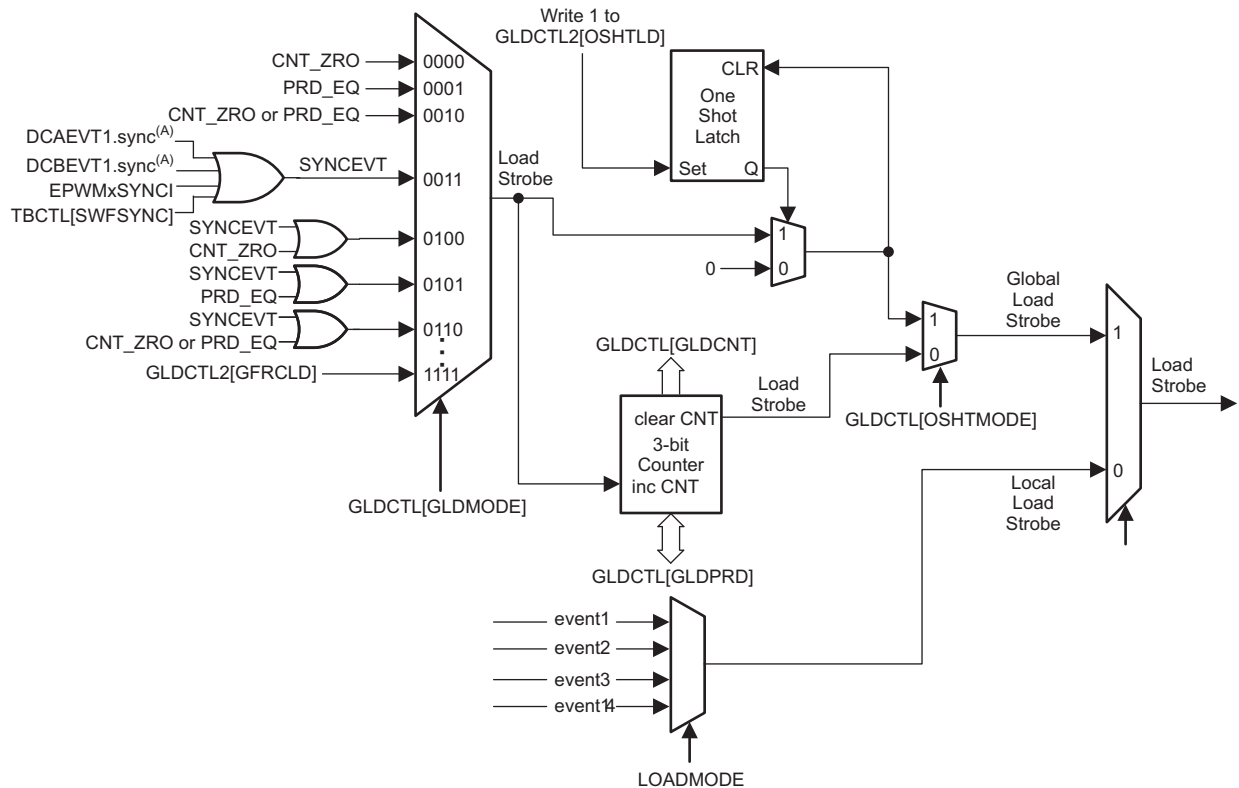 Write 1 to
GLDCTL2[OSHTLD]
CNT_ZRO
0000
PRD_EQ
0001
CNT_ZRO or PRD_EQ
0010
DCAEVT1.sync(A)
DCBEVT1.sync(A)
EPWMxSYNCI
TBCTL[SWFSYNC]
SYNCEVT
0011
SYNCEVT
CNT_ZRO
0100
SYNCEVT
PRD_EQ
0101
SYNCEVT
CNT_ZRO or PRD_EQ
0110
GLDCTL2[GFRCLD]
1111
GLDCTL[GLDMODE]
Load
Strobe
CLR
One
Shot
Latch
Set
Q
1
0
0
GLDCTL[GLDCNT]
clear CNT
3-bit
Counter
inc CNT
GLDCTL[GLDPRD]
Load
Strobe
1
0
GLDCTL[OSHTMODE]
Global
Load
Strobe
1
0
Local
Load
Strobe
Load
Strobe
event1
event2
event3
LOADMODE